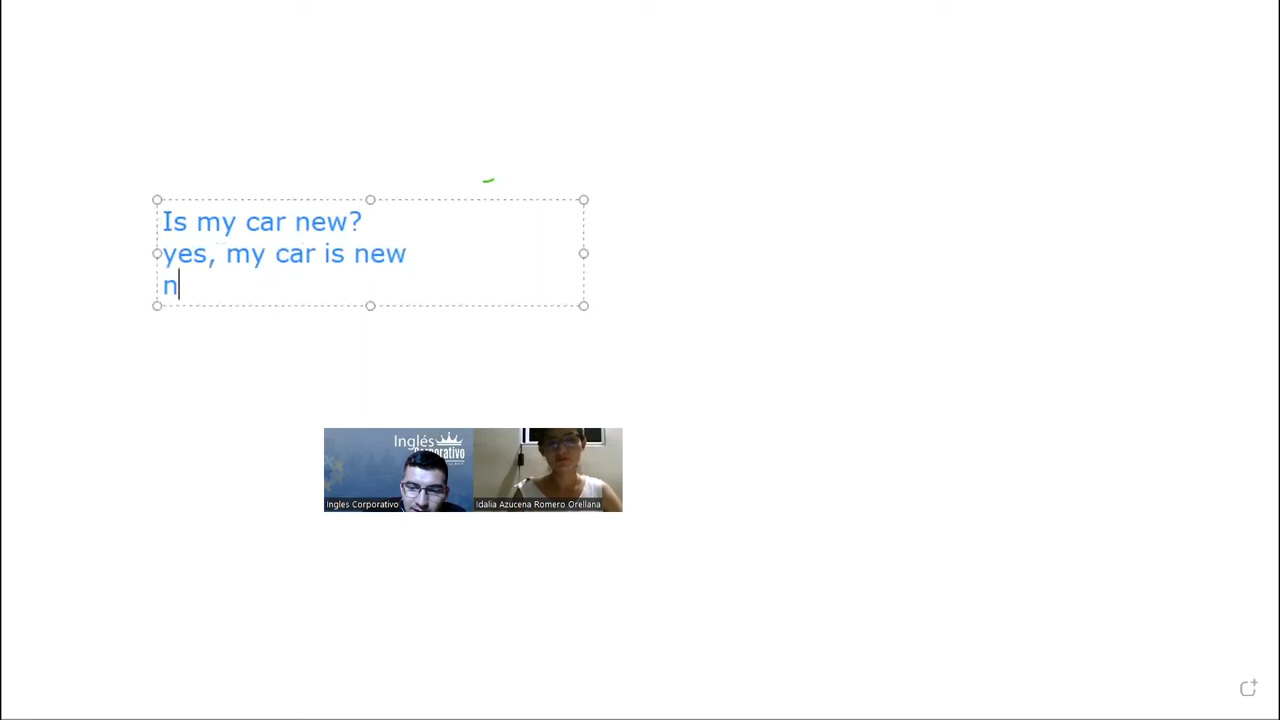 Is my car new?
yes, my car is new
n
Inglés
Corporativo
Ingles Corporativo
Idalia Azucena Romero Orellana